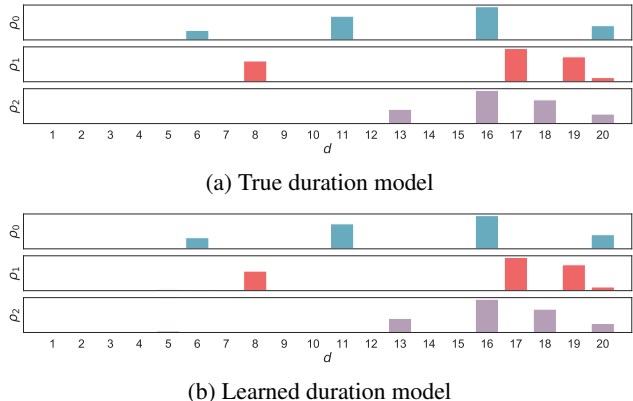 ρ0
ρ1
ρ2
1 2 3 4 5 6 7 8 9 10 11 12 13 14 15 16 17 18 19 20
d
(a) True duration model
ρ0
ρ1
ρ2
1 2 3 4 5 6 7 8 9 10 11 12 13 14 15 16 17 18 19 20
d
(b) Learned duration model